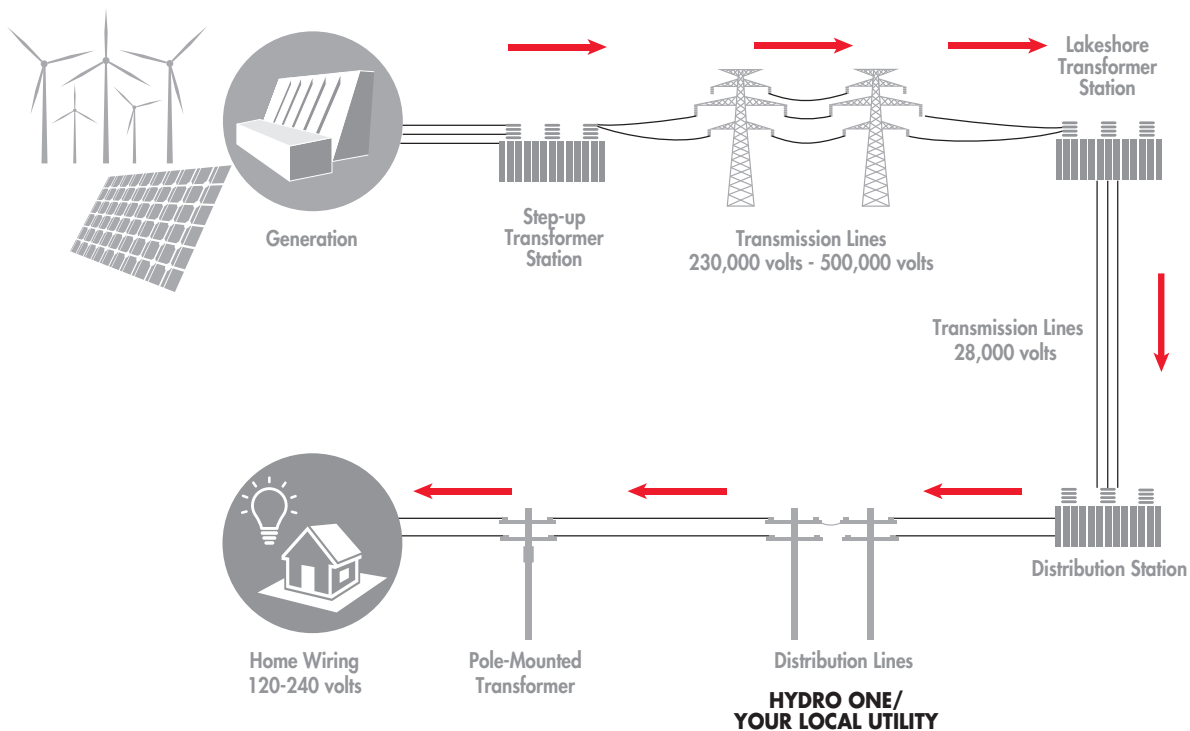 Generation
Step-up
Transformer
Station
Transmission Lines
230,000 volts - 500,000 volts
Lakeshore
Transformer
Station
Transmission Lines
28,000 volts
Distribution Station
Distribution Lines
HYDRO ONE/
YOUR LOCAL UTILITY
Pole-Mounted
Transformer
Home Wiring
120-240 volts